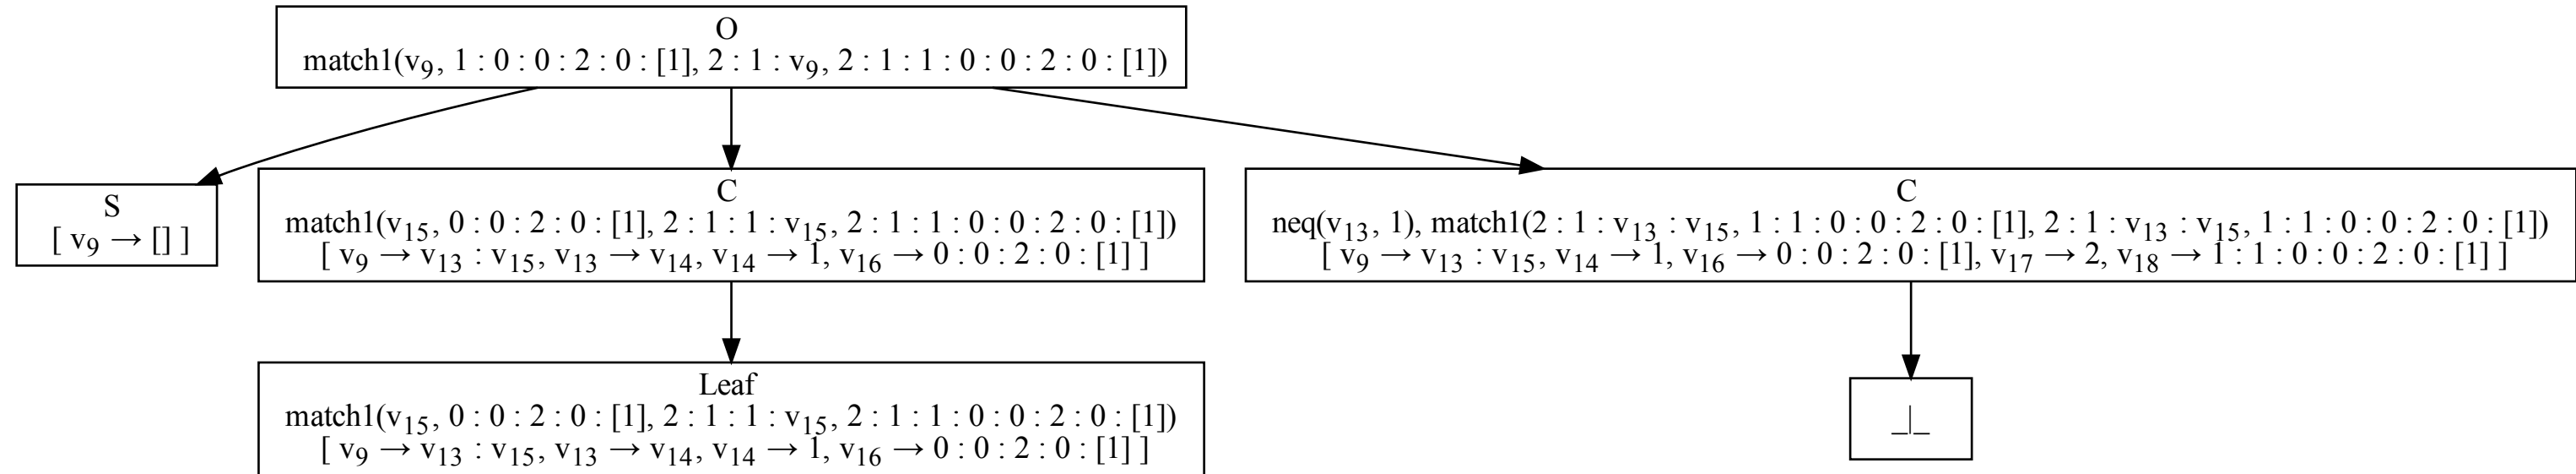 O
match1(v₉, 1 : 0 : 0 : 2 : 0 : [1], 2 : 1 : v₉, 2 : 1 : 1 : 0 : 0 : 2 : 0 : [1])
S
[ v₉ → [] ]
C
match1(v₁₅, 0 : 0 : 2 : 0 : [1], 2 : 1 : 1 : v₁₅, 2 : 1 : 1 : 0 : 0 : 2 : 0 : [1])
[ v₉ → v₁₃ : v₁₅, v₁₃ → v₁₄, v₁₄ → 1, v₁₆ → 0 : 0 : 2 : 0 : [1] ]
C
neq(v₁₃, 1), match1(2 : 1 : v₁₃ : v₁₅, 1 : 1 : 0 : 0 : 2 : 0 : [1], 2 : 1 : v₁₃ : v₁₅, 1 : 1 : 0 : 0 : 2 : 0 : [1])
[ v₉ → v₁₃ : v₁₅, v₁₄ → 1, v₁₆ → 0 : 0 : 2 : 0 : [1], v₁₇ → 2, v₁₈ → 1 : 1 : 0 : 0 : 2 : 0 : [1] ]
Leaf
match1(v₁₅, 0 : 0 : 2 : 0 : [1], 2 : 1 : 1 : v₁₅, 2 : 1 : 1 : 0 : 0 : 2 : 0 : [1])
[ v₉ → v₁₃ : v₁₅, v₁₃ → v₁₄, v₁₄ → 1, v₁₆ → 0 : 0 : 2 : 0 : [1] ]
_|_